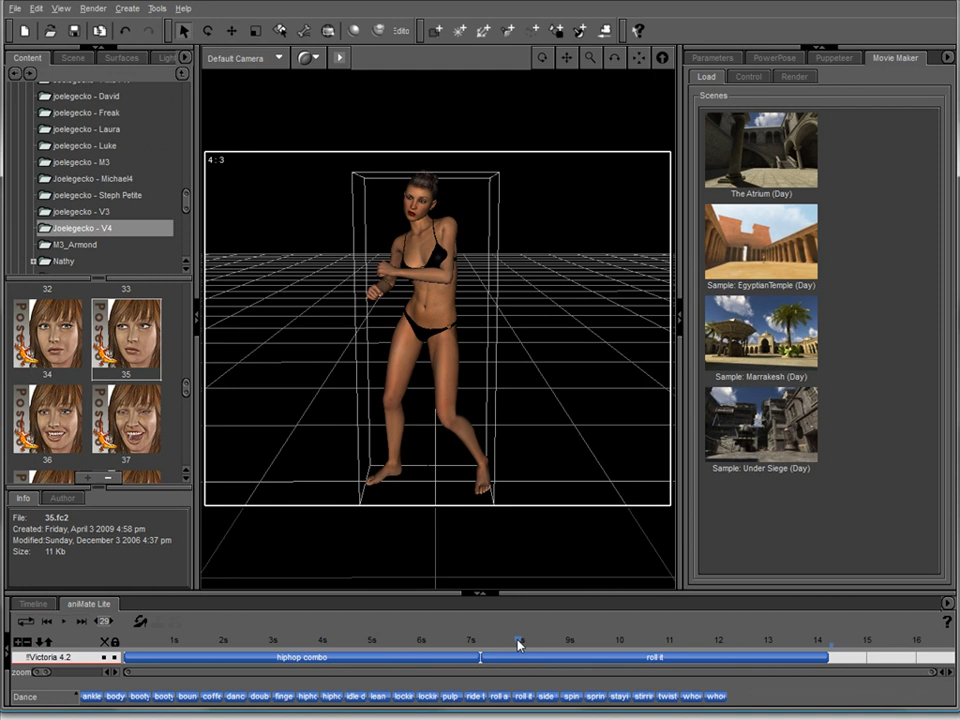 File Edit View Render Create Tools Help
Edito
Content Scene Surfaces Ligh
Default Camera
Parameters PowerPose Puppeteer Movie Maker
Load Control Render
Scenes
joelegecko - David
joelegecko - Freak
joelegecko - Laura
joelegecko - Luke
joelegecko - M3
Joelegecko - Michael4
joelegecko - Steph Petite
joelegecko - V3
Joelegecko - V4
M3_Armond
Nathy
4 : 3
The Atrium (Day)
Sample: EgyptianTemple (Day)
Sample: Marrakesh (Day)
Sample: Under Siege (Day)
32 33
34 35
36 37
Info Author
File: 35.fc2
Created: Friday, April 3 2009 4:58 pm
Modified:Sunday, December 3 2006 4:37 pm
Size: 11 Kb
Timeline aniMate Lite
29
1s 2s 3s 4s 5s 6s 7s 9s 10 11 12 13 14 15 16
!!Victoria 4.2 hiphop combo roll it
zoom
Dance ankle body booty booty boun coffe danc doub finge hiphc hiphc idle d lean lockir lockir pulp ride t roll a roll it side spin sprin stayi stirrir twist who who